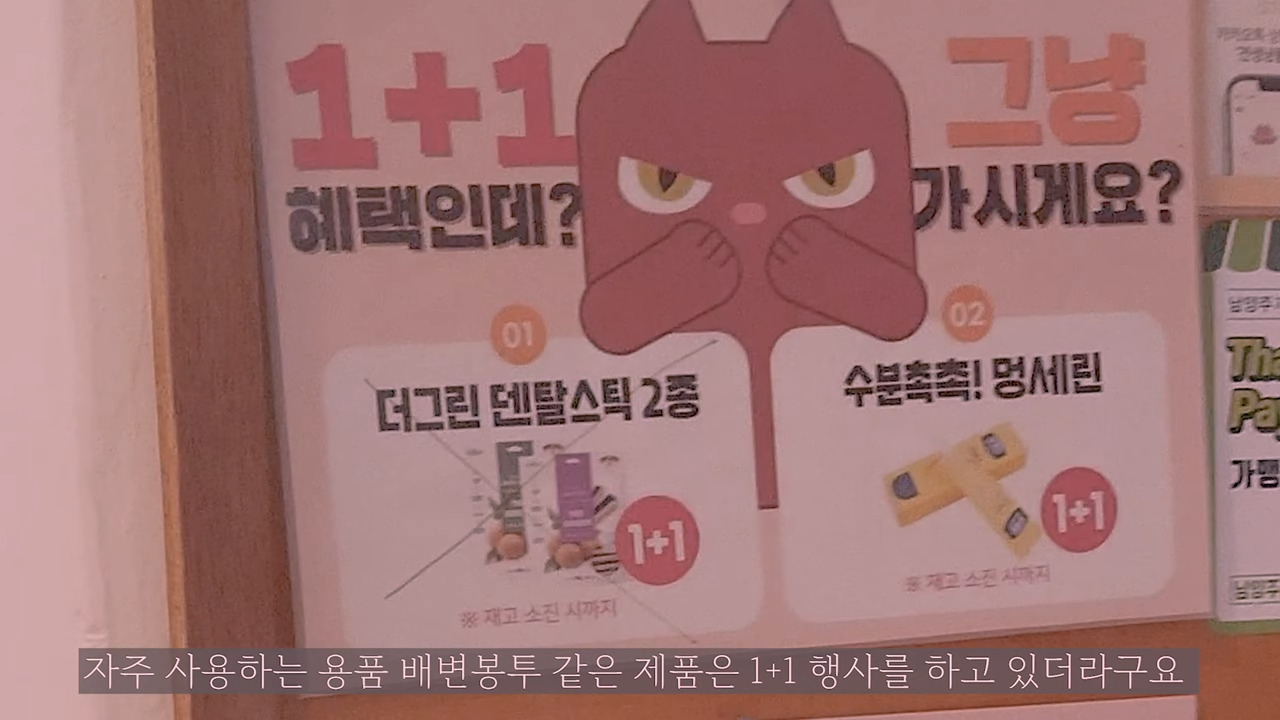 1+1
혜택인데?
그냥
가시게요?
01
더그린 덴탈스틱 2종
1+1
※ 재고 소진 시까지
02
수분촉촉! 멍세린
1+1
※ 재고 소진 시까지
가맹
자주 사용하는 용품 배변봉투 같은 제품은 1+1 행사를 하고 있더라구요